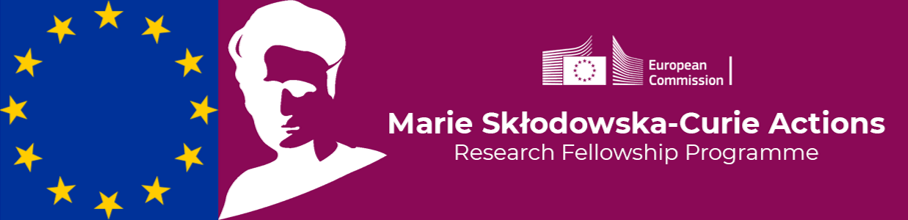 European
Commission
Marie Skłodowska-Curie Actions
Research Fellowship Programme